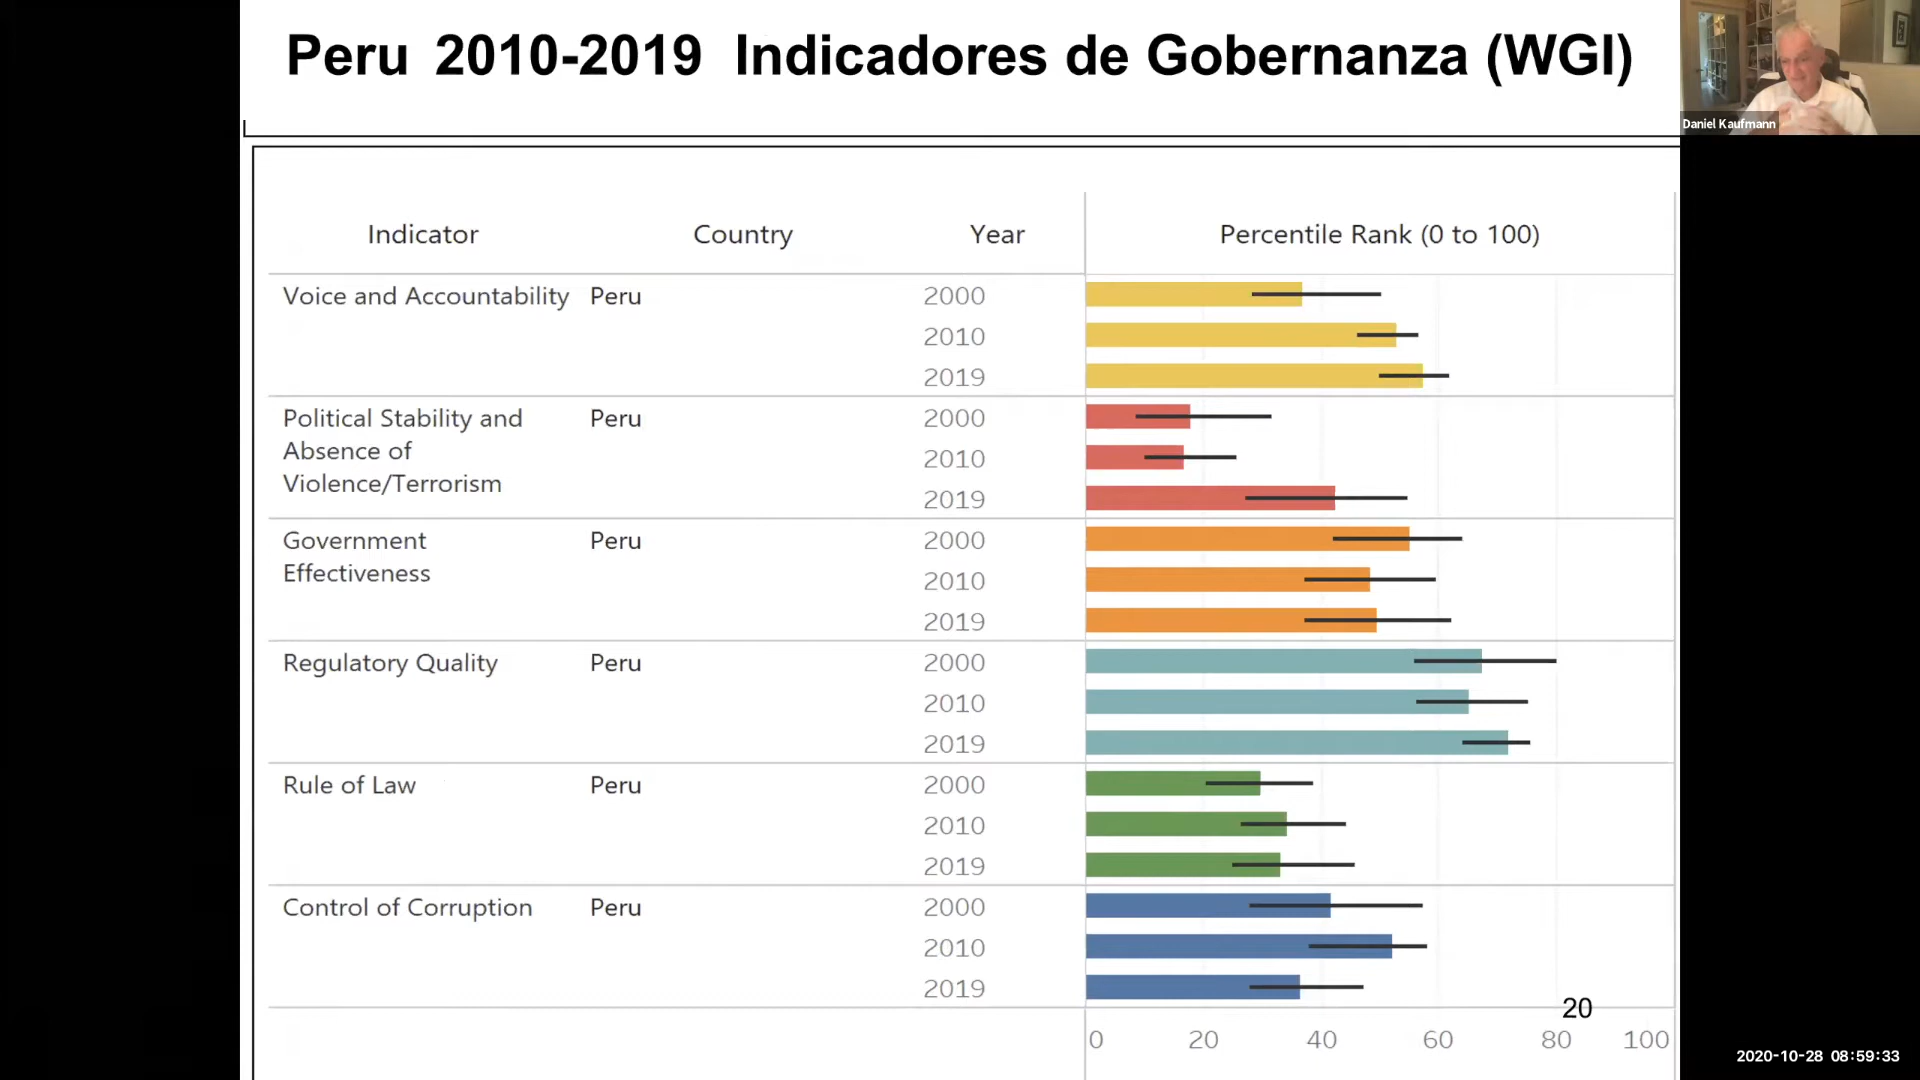 Peru 2010-2019 Indicadores de Gobernanza (WGI)
Daniel Kaufmann
Indicator Country Year Percentile Rank (0 to 100)
Voice and Accountability Peru 2000
2010
2019
Political Stability and Peru 2000
Absence of 2010
Violence/Terrorism 2019
Government Peru 2000
Effectiveness 2010
2019
Regulatory Quality Peru 2000
2010
2019
Rule of Law Peru 2000
2010
2019
Control of Corruption Peru 2000
2010
2019
20
0 20 40 60 80 100
2020-10-28 08:59:33